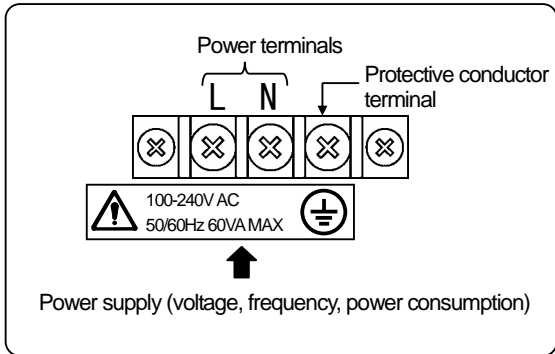 Power terminals
L N
Protective conductor
terminal
100-240V AC
50/60Hz 60VA MAX
Power supply (voltage, frequency, power consumption)